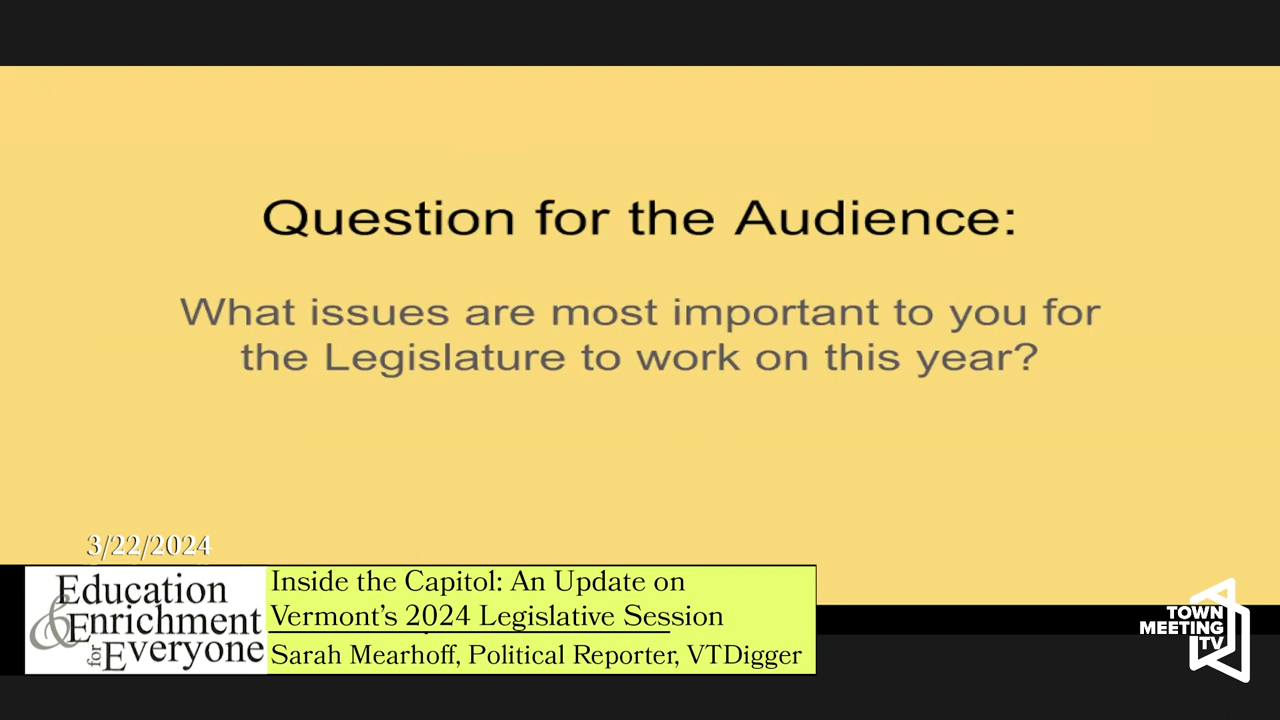 Question for the Audience:
What issues are most important to you for
the Legislature to work on this year?
3/22/2024
Education
& Enrichment
for Everyone
Inside the Capitol: An Update on
Vermont's 2024 Legislative Session
Sarah Mearhoff, Political Reporter, VTDigger
TOWN
MEETING
TV